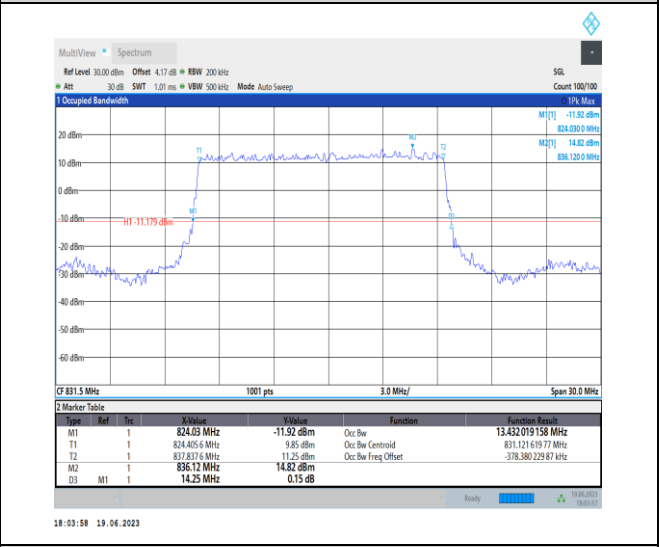 MultiView Spectrum
Ref Level 30.00 dBm Offset 4.17 dB RBW 200 kHz SGL
Att 30 dB SWT 1.01 ms VBW 500 kHz Mode Auto Sweep Count 100/100
1 Occupied Bandwidth 1Pk Max
M1[1] -11.92 dBm
824.030 0 MHz
M2[1] 14.82 dBm
836.120 0 MHz
20 dBm
M2
T1
T2
10 dBm
0 dBm
M1
D3
-10 dBm
H1 -11.179 dBm
-20 dBm
-30 dBm
-40 dBm
-50 dBm
-60 dBm
CF 831.5 MHz 1001 pts 3.0 MHz/ Span 30.0 MHz
2 Marker Table
Type Ref Trc X-Value Y-Value Function Function Result
M1 1 824.03 MHz -11.92 dBm Occ Bw 13.432 019 158 MHz
T1 1 824.405 6 MHz 9.85 dBm Occ Bw Centroid 831.121 619 77 MHz
T2 1 837.837 6 MHz 11.25 dBm Occ Bw Freq Offset -378.380 229 87 kHz
M2 1 836.12 MHz 14.82 dBm
D3 M1 1 14.25 MHz 0.15 dB
Ready 19.06.2023
18:03:57
18:03:58 19.06.2023